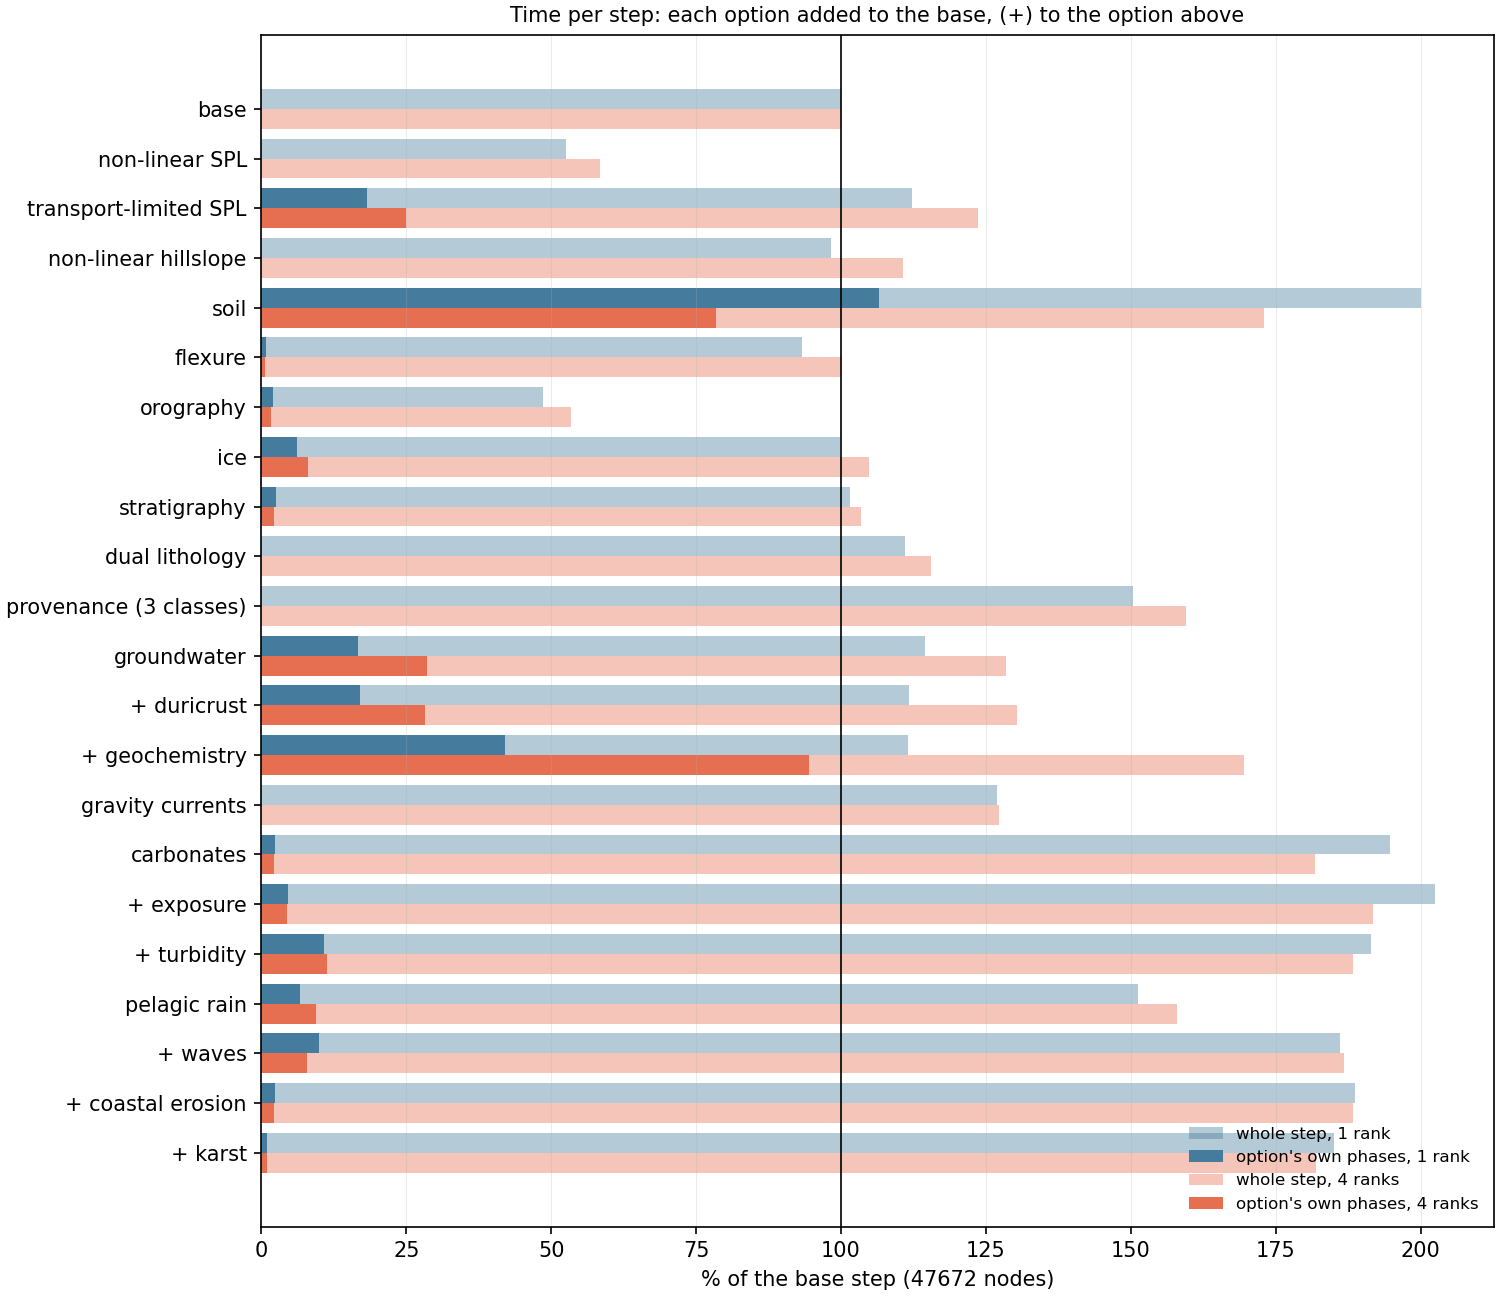 Time per step: each option added to the base, (+) to the option above
base
non-linear SPL
transport-limited SPL
non-linear hillslope
soil
flexure
orography
ice
stratigraphy
dual lithology
provenance (3 classes)
groundwater
+ duricrust
+ geochemistry
gravity currents
carbonates
+ exposure
+ turbidity
pelagic rain
+ waves
+ coastal erosion
+ karst
whole step, 1 rank
option's own phases, 1 rank
whole step, 4 ranks
option's own phases, 4 ranks
0 25 50 75 100 125 150 175 200
% of the base step (47672 nodes)